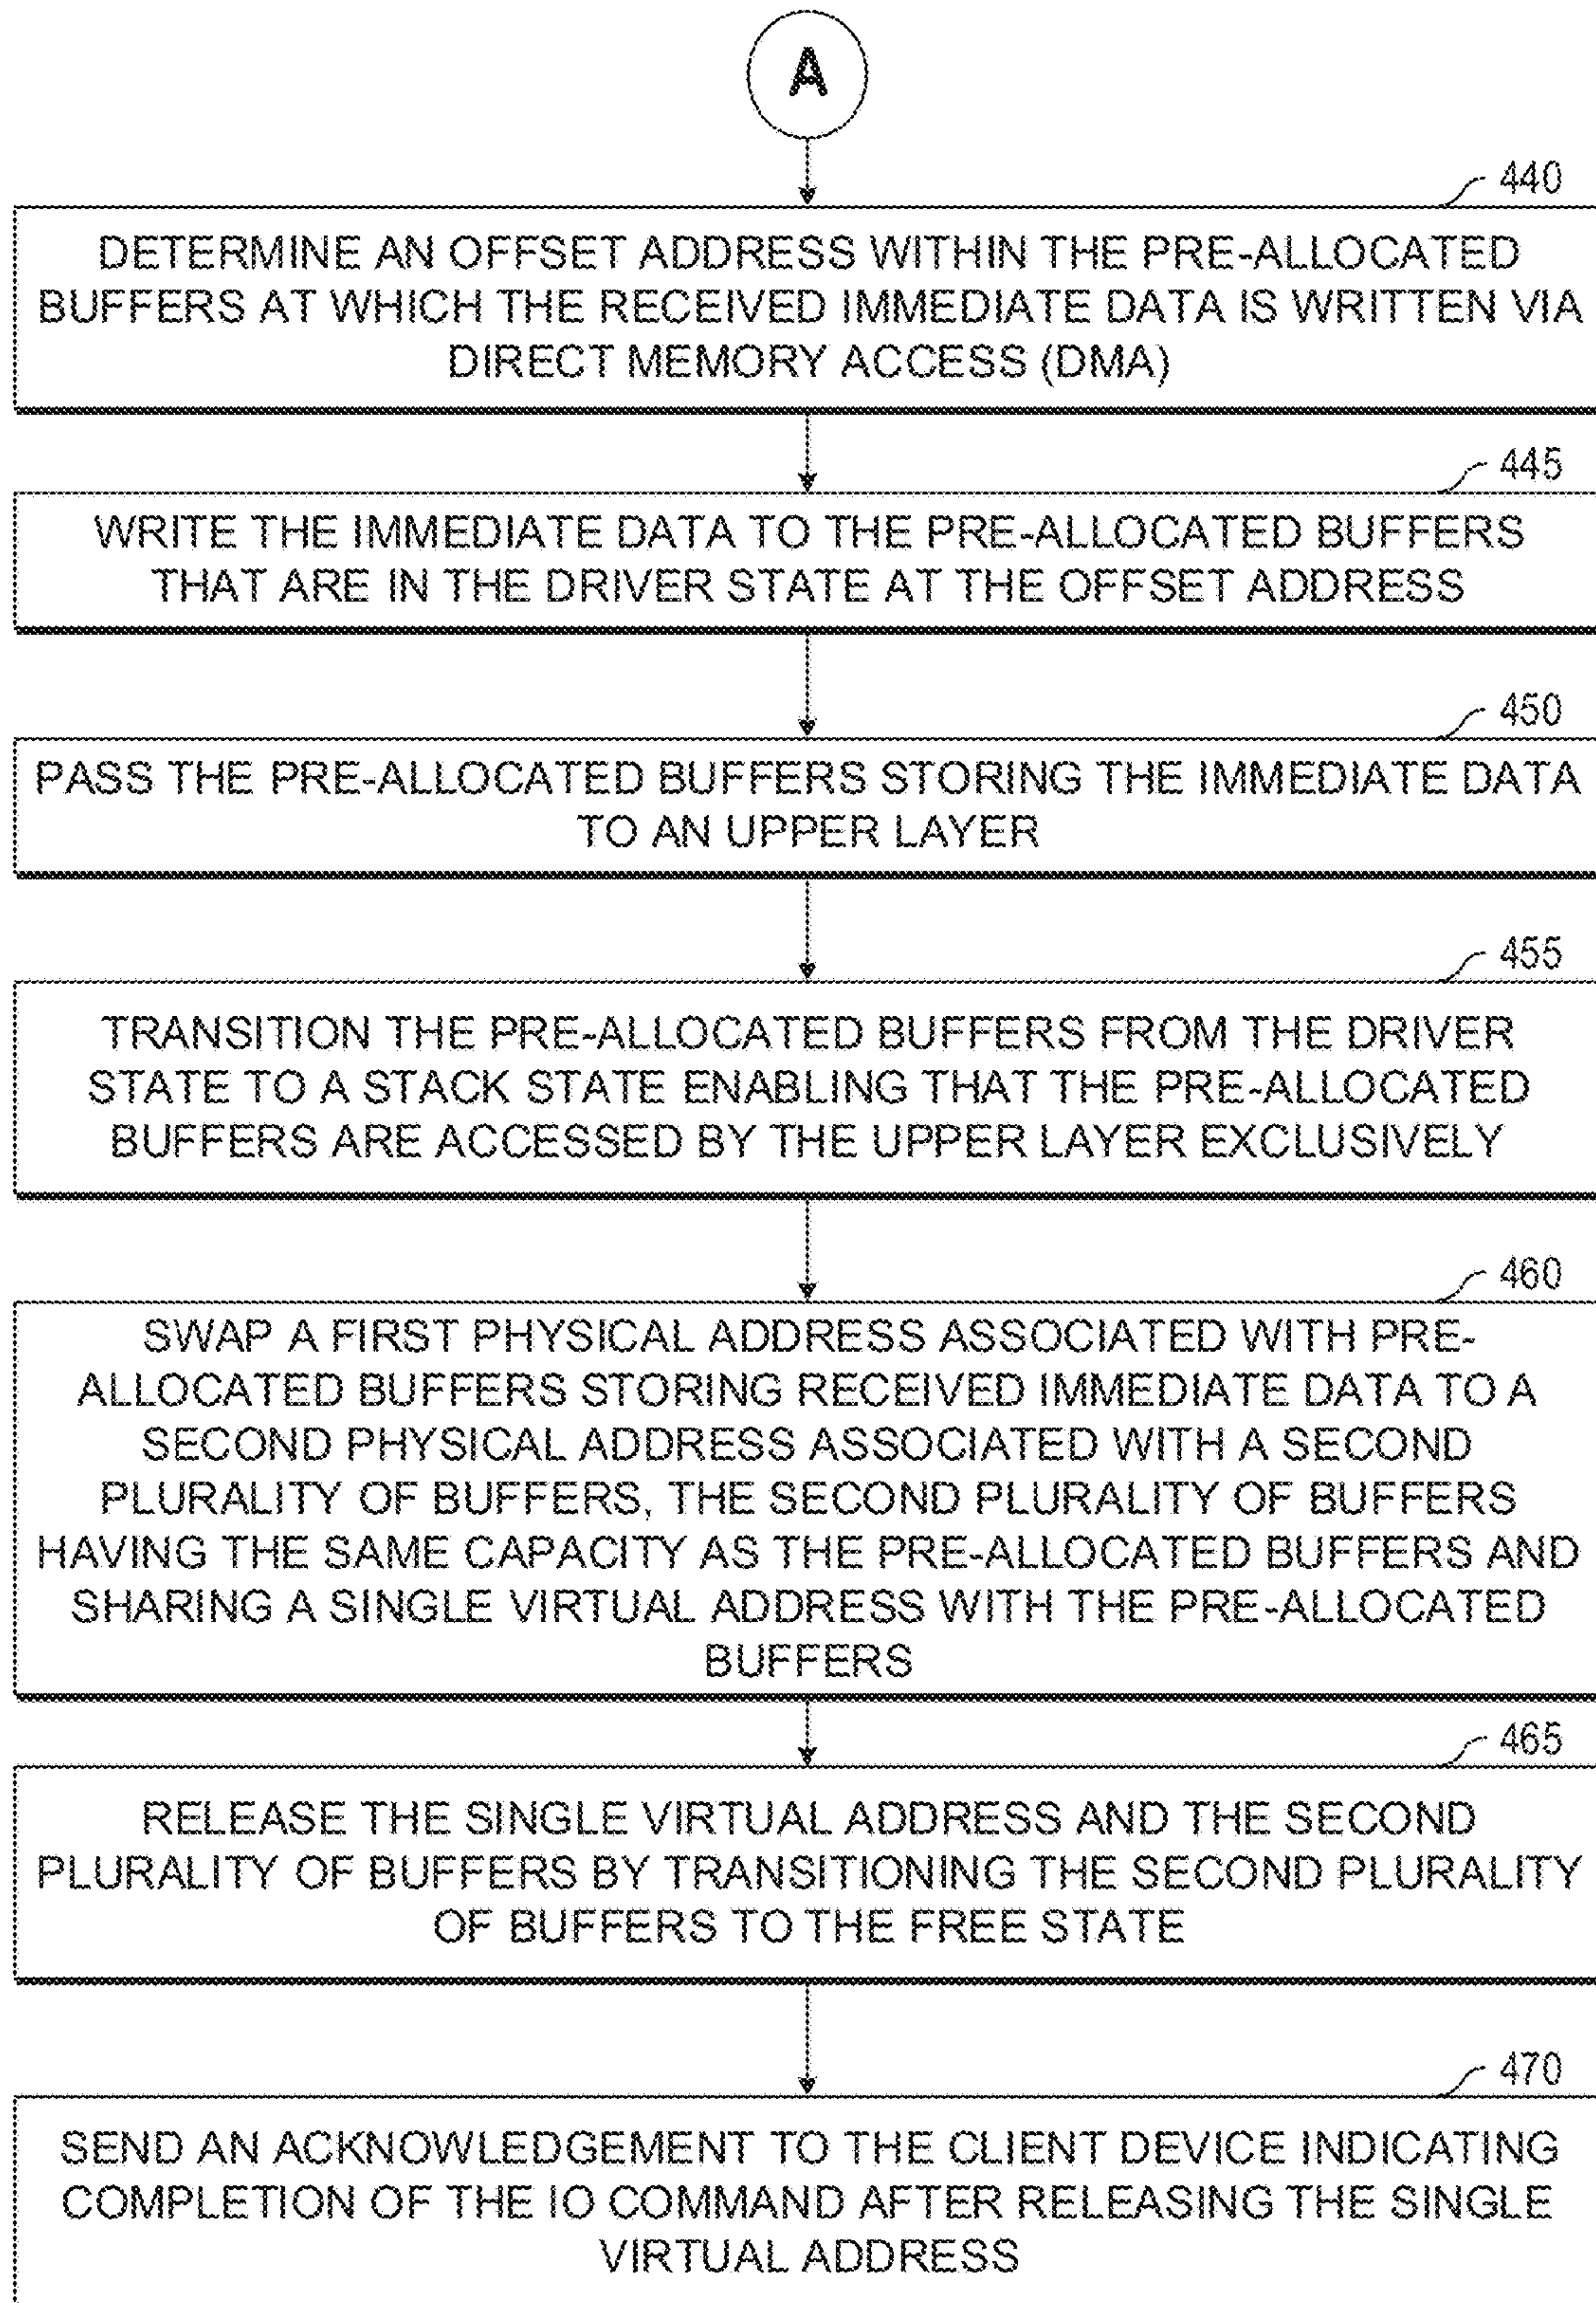 A
440
DETERMINE AN OFFSET ADDRESS WITHIN THE PRE-ALLOCATED
BUFFERS AT WHICH THE RECEIVED IMMEDIATE DATA IS WRITTEN VIA
DIRECT MEMORY ACCESS (DMA)
445
WRITE THE IMMEDIATE DATA TO THE PRE-ALLOCATED BUFFERS
THAT ARE IN THE DRIVER STATE AT THE OFFSET ADDRESS
450
PASS THE PRE-ALLOCATED BUFFERS STORING THE IMMEDIATE DATA
TO AN UPPER LAYER
455
TRANSITION THE PRE-ALLOCATED BUFFERS FROM THE DRIVER
STATE TO A STACK STATE ENABLING THAT THE PRE-ALLOCATED
BUFFERS ARE ACCESSED BY THE UPPER LAYER EXCLUSIVELY
460
SWAP A FIRST PHYSICAL ADDRESS ASSOCIATED WITH PRE-
ALLOCATED BUFFERS STORING RECEIVED IMMEDIATE DATA TO A
SECOND PHYSICAL ADDRESS ASSOCIATED WITH A SECOND
PLURALITY OF BUFFERS, THE SECOND PLURALITY OF BUFFERS
HAVING THE SAME CAPACITY AS THE PRE-ALLOCATED BUFFERS AND
SHARING A SINGLE VIRTUAL ADDRESS WITH THE PRE-ALLOCATED
BUFFERS
465
RELEASE THE SINGLE VIRTUAL ADDRESS AND THE SECOND
PLURALITY OF BUFFERS BY TRANSITIONING THE SECOND PLURALITY
OF BUFFERS TO THE FREE STATE
470
SEND AN ACKNOWLEDGEMENT TO THE CLIENT DEVICE INDICATING
COMPLETION OF THE IO COMMAND AFTER RELEASING THE SINGLE
VIRTUAL ADDRESS